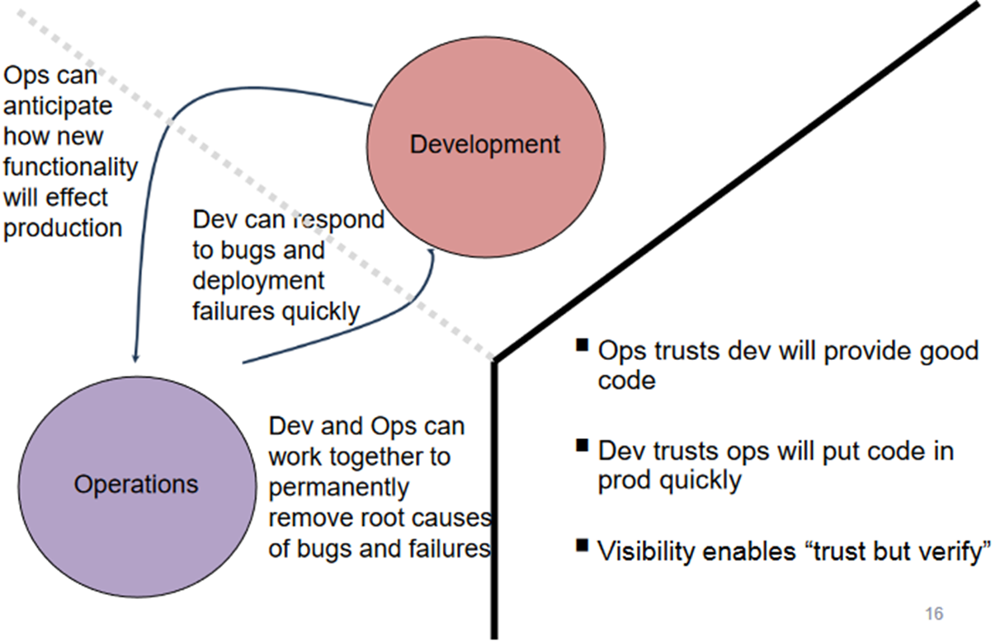 Ops can
anticipate
how new
functionality
will effect
production
Development
Dev can respond
to bugs and
deployment
failures quickly
Operations
Dev and Ops can
work together to
permanently
remove root causes
of bugs and failures
▪ Ops trusts dev will provide good
code
▪ Dev trusts ops will put code in
prod quickly
▪ Visibility enables “trust but verify”
16